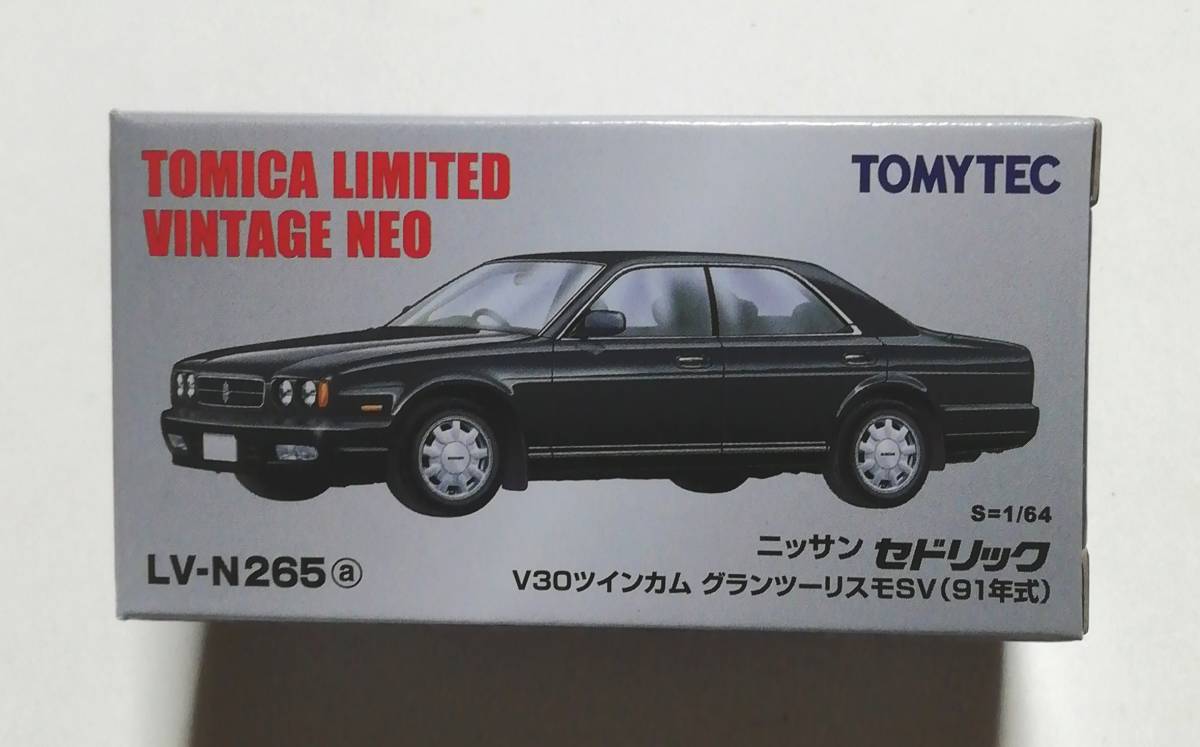 TOMICA LIMITED
VINTAGE NEO
TOMYTEC
S=1/64
LV-N265ⓐ
ニッサン セドリック
V30ツインカム グランツーリスモSV(91年式)